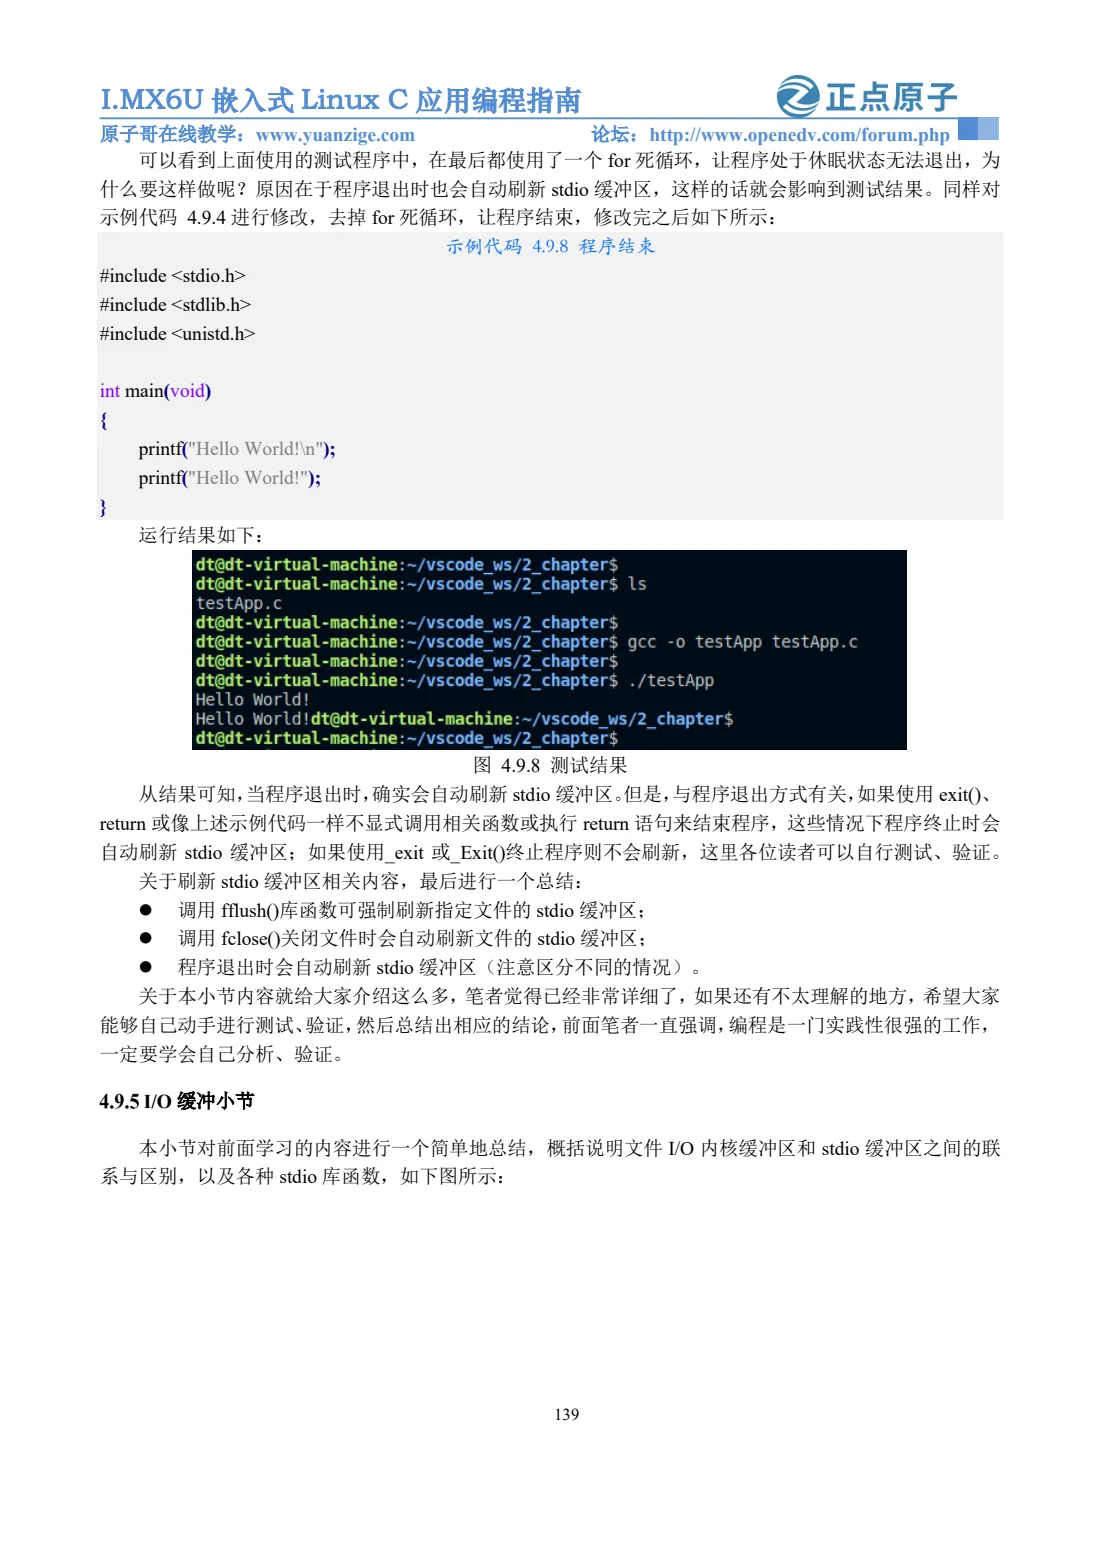 I.MX6U 嵌入式 Linux C 应用编程指南
正点原子
原子哥在线教学：www.yuanzige.com 论坛：http://www.openedv.com/forum.php
可以看到上面使用的测试程序中，在最后都使用了一个 for 死循环，让程序处于休眠状态无法退出，为
什么要这样做呢？原因在于程序退出时也会自动刷新 stdio 缓冲区，这样的话就会影响到测试结果。同样对
示例代码 4.9.4 进行修改，去掉 for 死循环，让程序结束，修改完之后如下所示：
示例代码 4.9.8 程序结束
#include <stdio.h>
#include <stdlib.h>
#include <unistd.h>
int main(void)
{
printf("Hello World!\n");
printf("Hello World!");
}
运行结果如下：
dt@dt-virtual-machine:~/vscode_ws/2_chapter$
dt@dt-virtual-machine:~/vscode_ws/2_chapter$ ls
testApp.c
dt@dt-virtual-machine:~/vscode_ws/2_chapter$
dt@dt-virtual-machine:~/vscode_ws/2_chapter$ gcc -o testApp testApp.c
dt@dt-virtual-machine:~/vscode_ws/2_chapter$
dt@dt-virtual-machine:~/vscode_ws/2_chapter$ ./testApp
Hello World!
Hello World!dt@dt-virtual-machine:~/vscode_ws/2_chapter$
dt@dt-virtual-machine:~/vscode_ws/2_chapter$
图 4.9.8 测试结果
从结果可知，当程序退出时，确实会自动刷新 stdio 缓冲区。但是，与程序退出方式有关，如果使用 exit()、
return 或像上述示例代码一样不显式调用相关函数或执行 return 语句来结束程序，这些情况下程序终止时会
自动刷新 stdio 缓冲区；如果使用_exit 或_Exit()终止程序则不会刷新，这里各位读者可以自行测试、验证。
关于刷新 stdio 缓冲区相关内容，最后进行一个总结：
● 调用 fflush()库函数可强制刷新指定文件的 stdio 缓冲区；
● 调用 fclose()关闭文件时会自动刷新文件的 stdio 缓冲区；
● 程序退出时会自动刷新 stdio 缓冲区（注意区分不同的情况）。
关于本小节内容就给大家介绍这么多，笔者觉得已经非常详细了，如果还有不太理解的地方，希望大家
能够自己动手进行测试、验证，然后总结出相应的结论，前面笔者一直强调，编程是一门实践性很强的工作，
一定要学会自己分析、验证。
4.9.5 I/O 缓冲小节
本小节对前面学习的内容进行一个简单地总结，概括说明文件 I/O 内核缓冲区和 stdio 缓冲区之间的联
系与区别，以及各种 stdio 库函数，如下图所示：
139